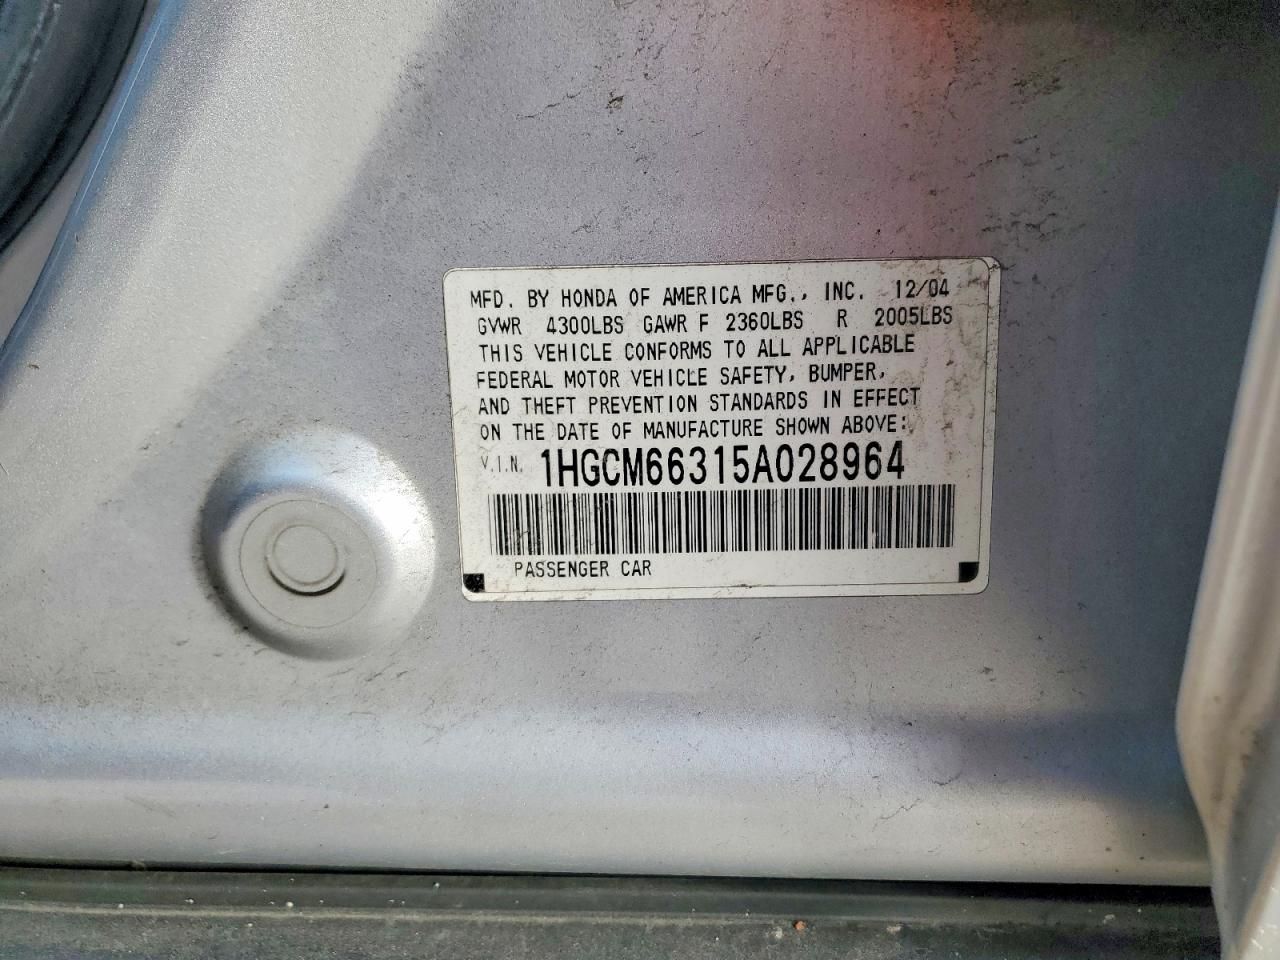 MFD. BY HONDA OF AMERICA MFG., INC. 12/04
GVWR 4300LBS GAWR F 2360LBS R 2005LBS
THIS VEHICLE CONFORMS TO ALL APPLICABLE
FEDERAL MOTOR VEHICLE SAFETY, BUMPER,
AND THEFT PREVENTION STANDARDS IN EFFECT
ON THE DATE OF MANUFACTURE SHOWN ABOVE:
V.I.N. 1HGCM66315A028964
PASSENGER CAR